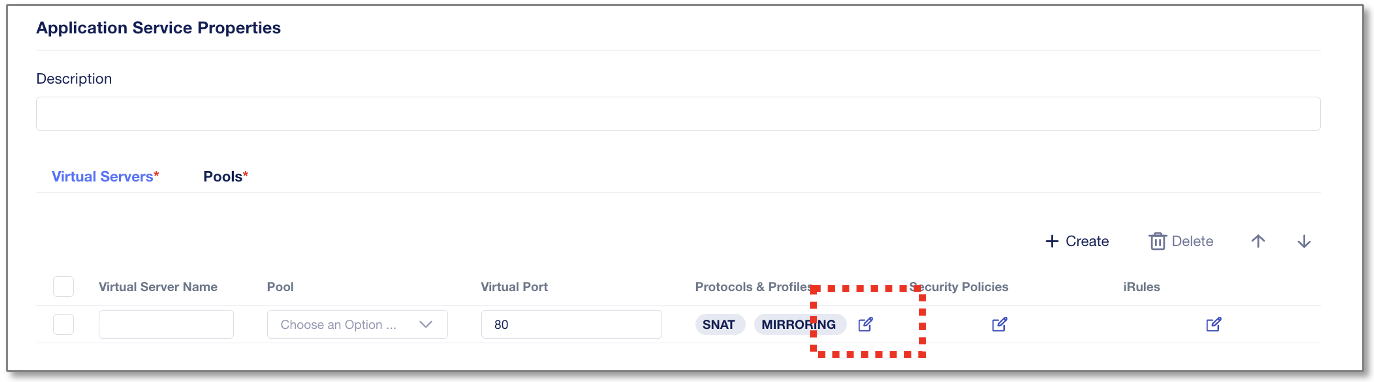 Application Service Properties
Description
Virtual Servers* Pools*
+ Create Delete
Virtual Server Name Pool Virtual Port Protocols & Profiles Security Policies iRules
Choose an Option ... 80 SNAT MIRRORING